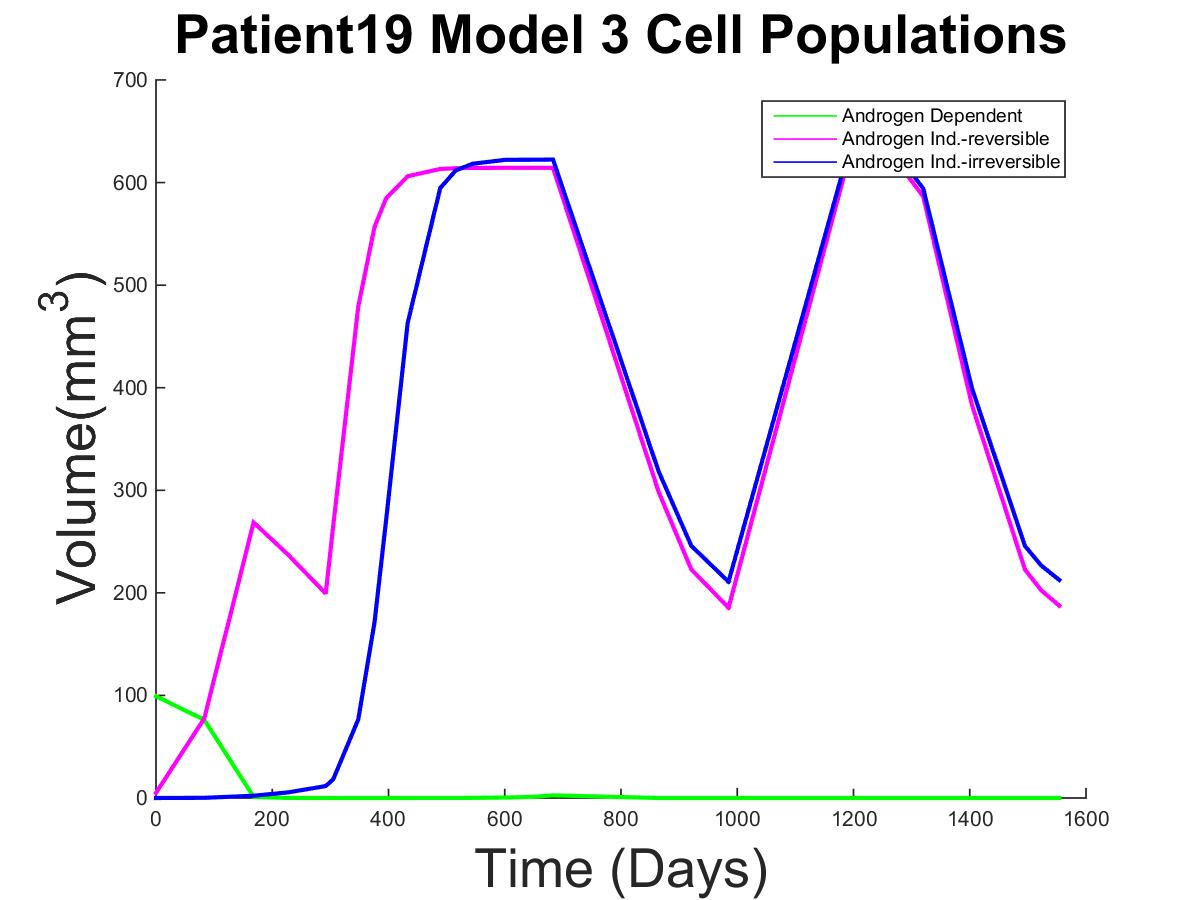 Patient19 Model 3 Cell Populations
700
600
500
400
300
200
100
0
Volume(mm³)
Androgen Dependent
Androgen Ind.-reversible
Androgen Ind.-irreversible
0 200 400 600 800 1000 1200 1400 1600
Time (Days)